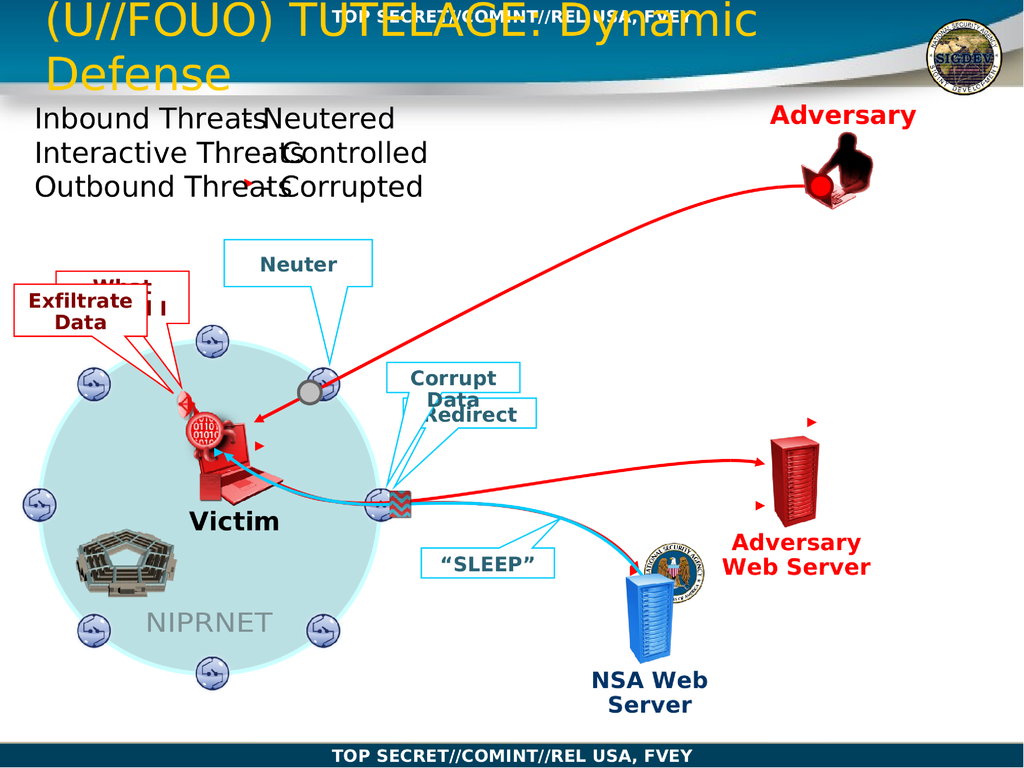 TOP SECRET//COMINT//REL USA, FVEY
(U//FOUO) TUTELAGE: Dynamic
Defense
SIGDEV
Inbound Threats - Neutered
Interactive Threats - Controlled
Outbound Threats - Corrupted
Adversary
Neuter
What
I
Exfiltrate
Data
Corrupt
Data
Redirect
Victim
“SLEEP”
Adversary
Web Server
NIPRNET
NSA Web
Server
TOP SECRET//COMINT//REL USA, FVEY